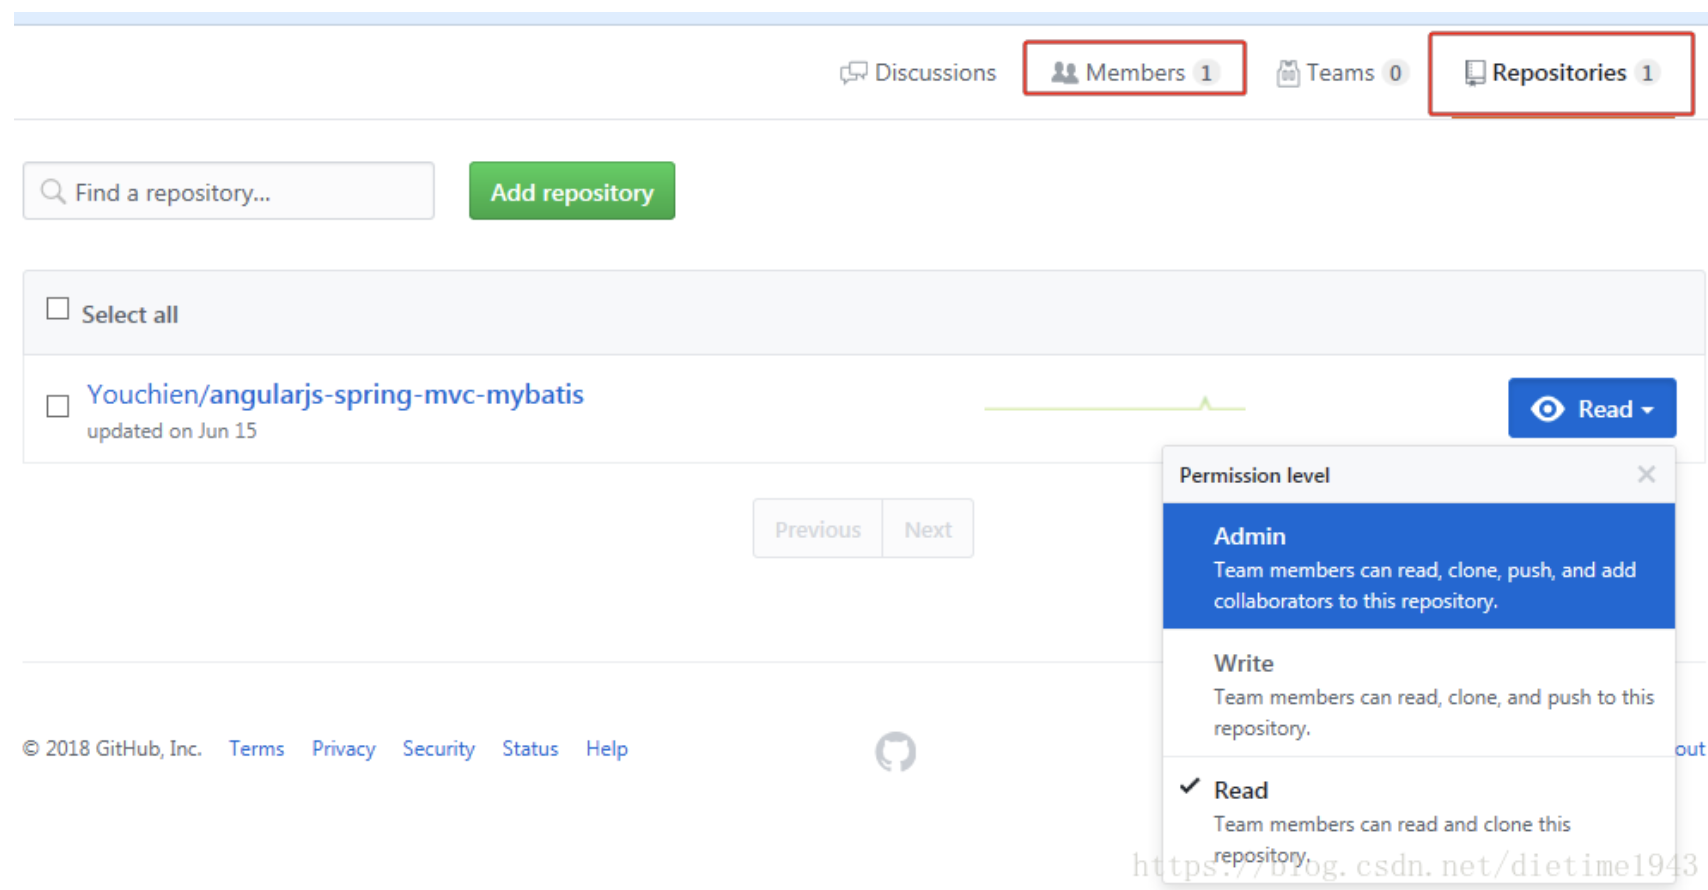 Discussions Members 1 Teams 0 Repositories 1
Find a repository... Add repository
Select all
Youchien/angularjs-spring-mvc-mybatis Read
updated on Jun 15
Permission level
Previous Next
Admin
Team members can read, clone, push, and add
collaborators to this repository.
Write
Team members can read, clone, and push to this
repository.
© 2018 GitHub, Inc. Terms Privacy Security Status Help out
Read
Team members can read and clone this
repository.
https://blog.csdn.net/dietime1943